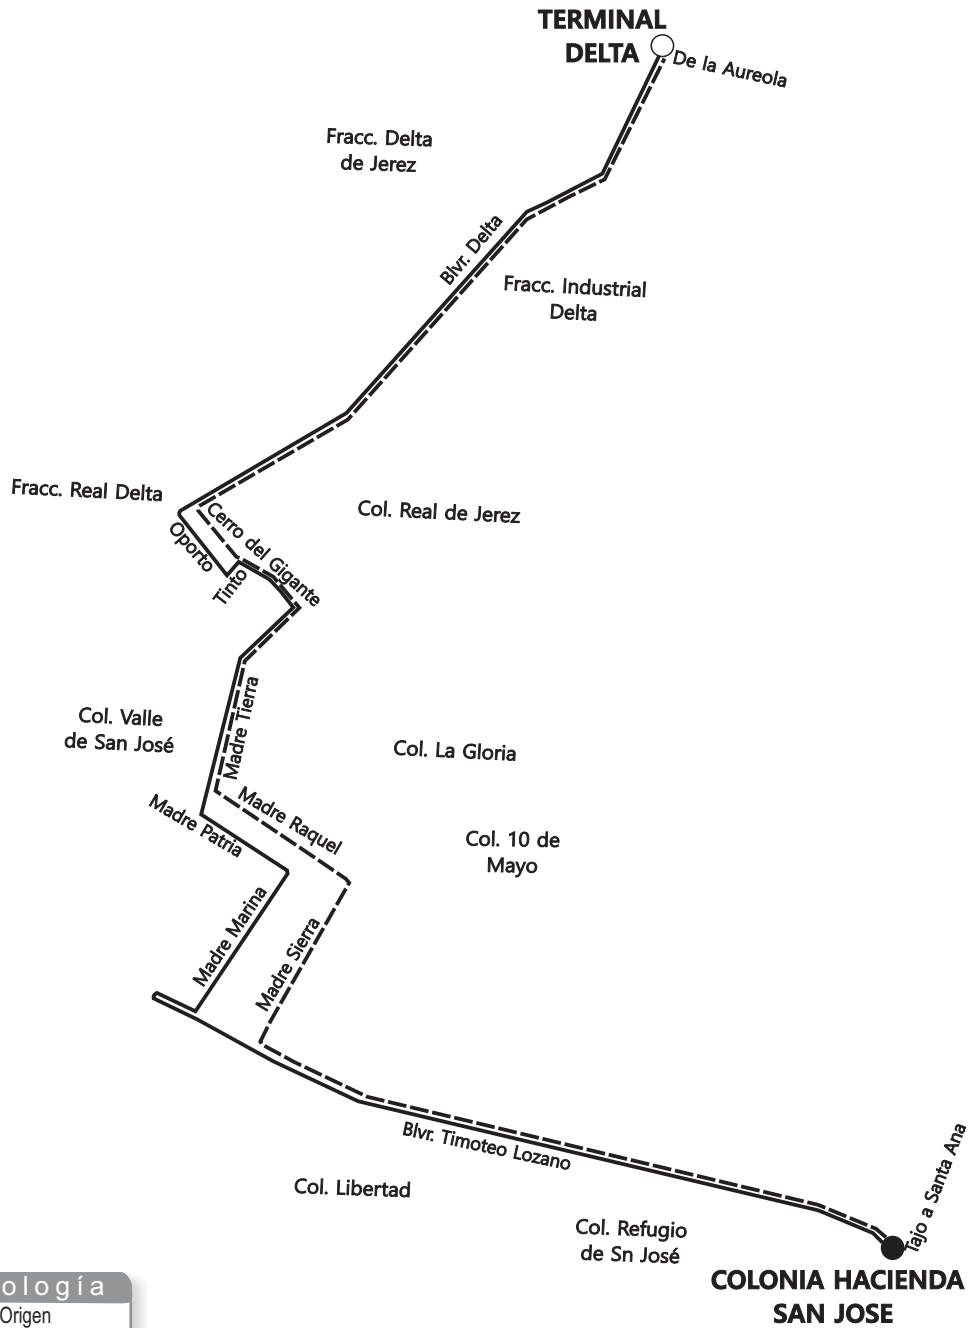 TERMINAL
DELTA
De la Aureola
Fracc. Delta
de Jerez
Blvr. Delta
Fracc. Industrial
Delta
Fracc. Real Delta
Cerro del Gigante
Col. Real de Jerez
Oporto
Tinto
Madre Tierra
Col. Valle
de San José
Col. La Gloria
Madre Raquel
Madre Patria
Col. 10 de
Mayo
Madre Marina
Madre Sierra
Blvr. Timoteo Lozano
Tajo a Santa Ana
Col. Libertad
Col. Refugio
de Sn José
COLONIA HACIENDA
SAN JOSE
ología
Origen